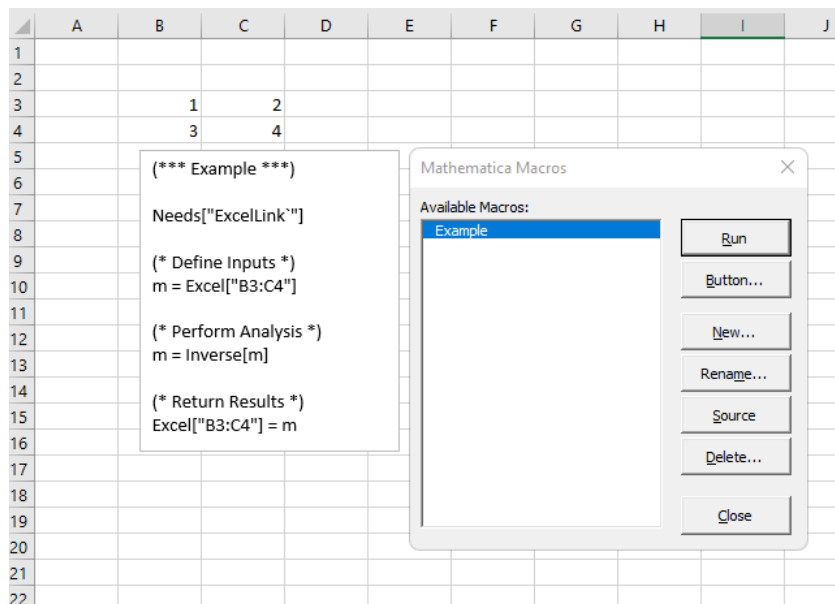 A B C D E F G H I J
1
2
3 1 2
4 3 4
5
6
7
8
9
10
11
12
13
14
15
16
17
18
19
20
21
22
(*** Example ***)
Needs["ExcelLink`"]
(* Define Inputs *)
m = Excel["B3:C4"]
(* Perform Analysis *)
m = Inverse[m]
(* Return Results *)
Excel["B3:C4"] = m
Mathematica Macros
Available Macros:
Example
Run
Button...
New...
Rename...
Source
Delete...
Close